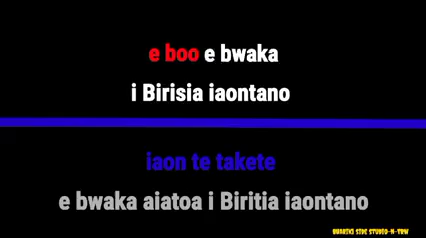 e boo e bwaka
i Birisia iaontano
iaon te takete
e bwaka aiatoa i Biritia iaontano